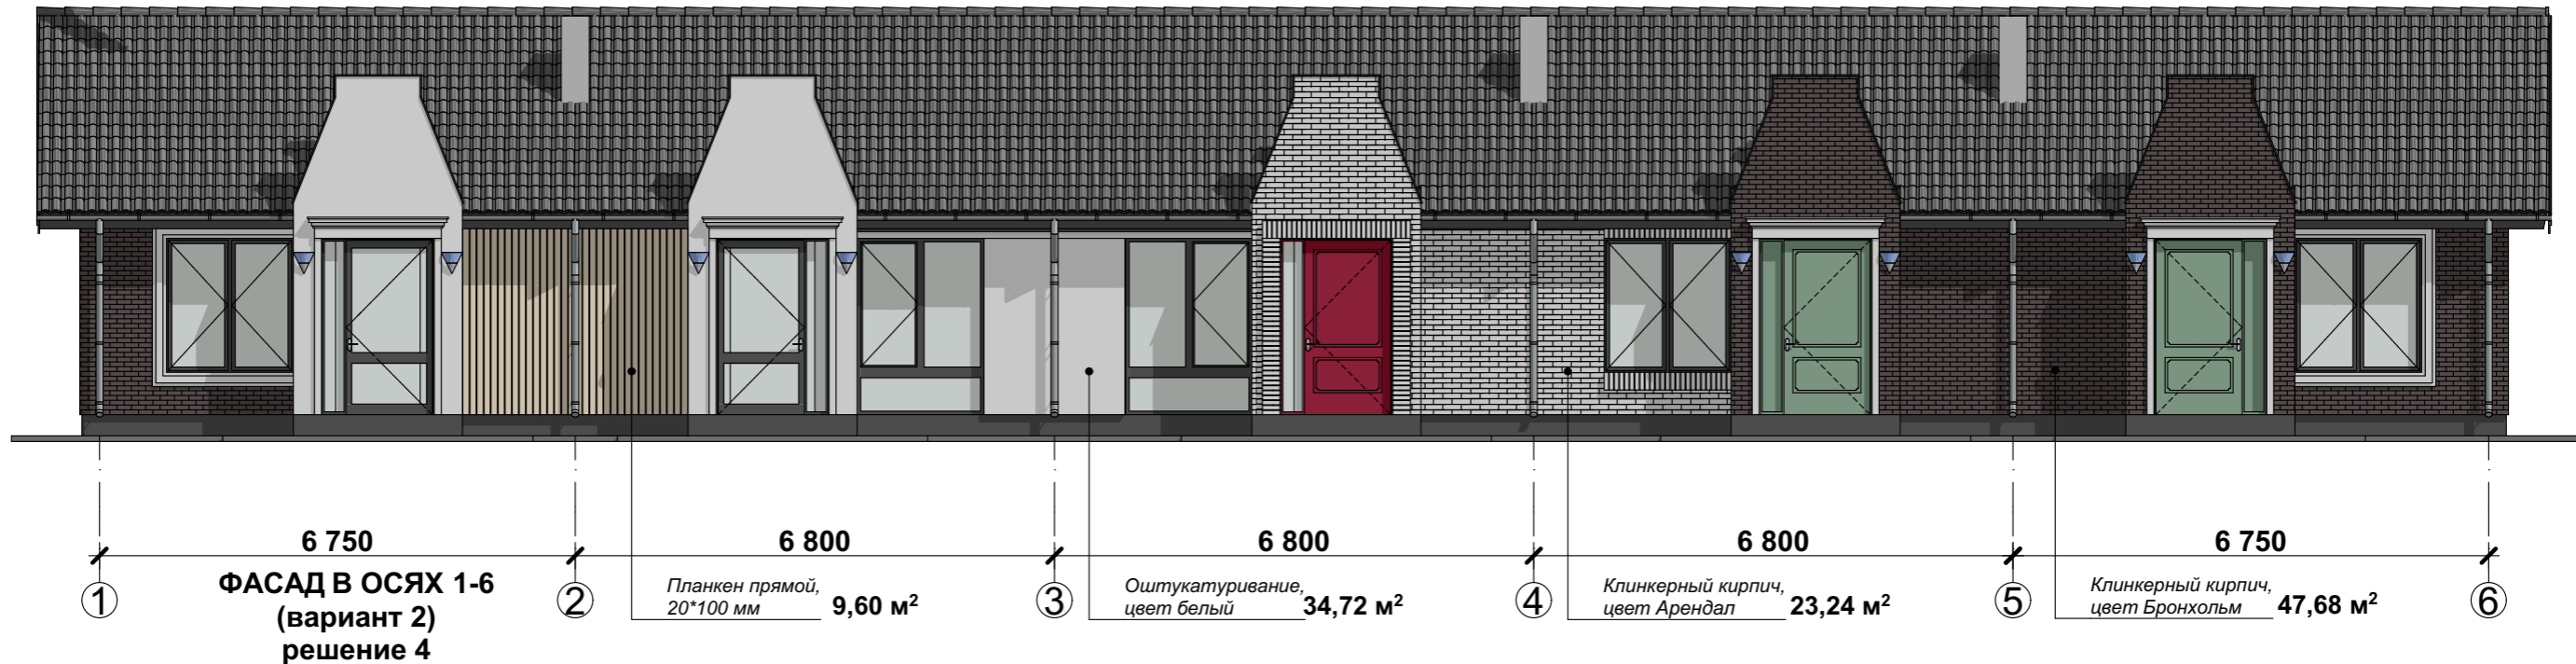 6 750
6 800
6 800
6 800
6 750
1
2
3
4
5
6
ФАСАД В ОСЯХ 1-6
(вариант 2)
решение 4
Планкен прямой,
20*100 мм
9,60 м²
Оштукатуривание,
цвет белый
34,72 м²
Клинкерный кирпич,
цвет Арендал
23,24 м²
Клинкерный кирпич,
цвет Бронхольм
47,68 м²